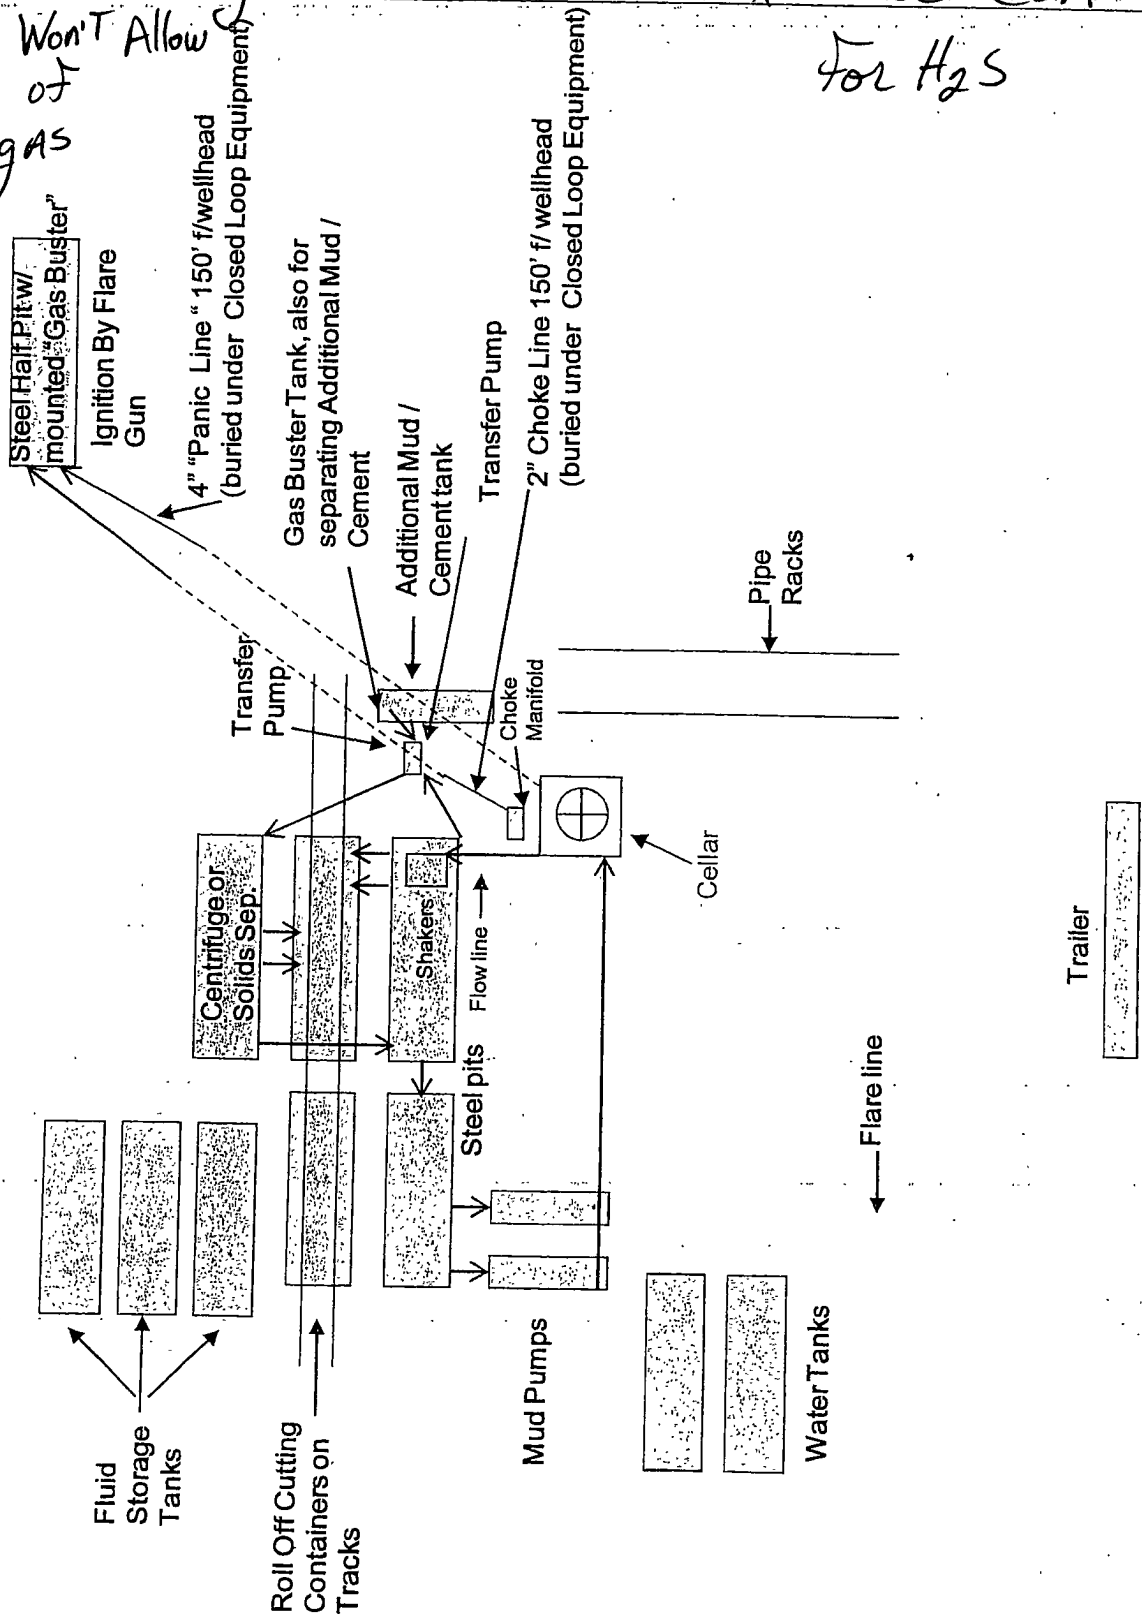 Won't Allow
of
gas
For H2S
Steel Half Pit w/
mounted "Gas Buster"
Ignition By Flare
Gun
4" "Panic Line" 150' f/wellhead
(buried under Closed Loop Equipment)
Gas Buster Tank, also for
separating Additional Mud /
Cement
Additional Mud /
Cement tank
Transfer Pump
2" Choke Line 150' f/wellhead
(buried under Closed Loop Equipment)
Transfer
Pump
Choke
Manifold
Pipe
Racks
Centrifuge or
Solids Sep.
Shakers
Flow line
Cellar
Steel pits
Fluid
Storage
Tanks
Roll Off Cutting
Containers on
Tracks
Mud Pumps
Water Tanks
Flare line
Trailer